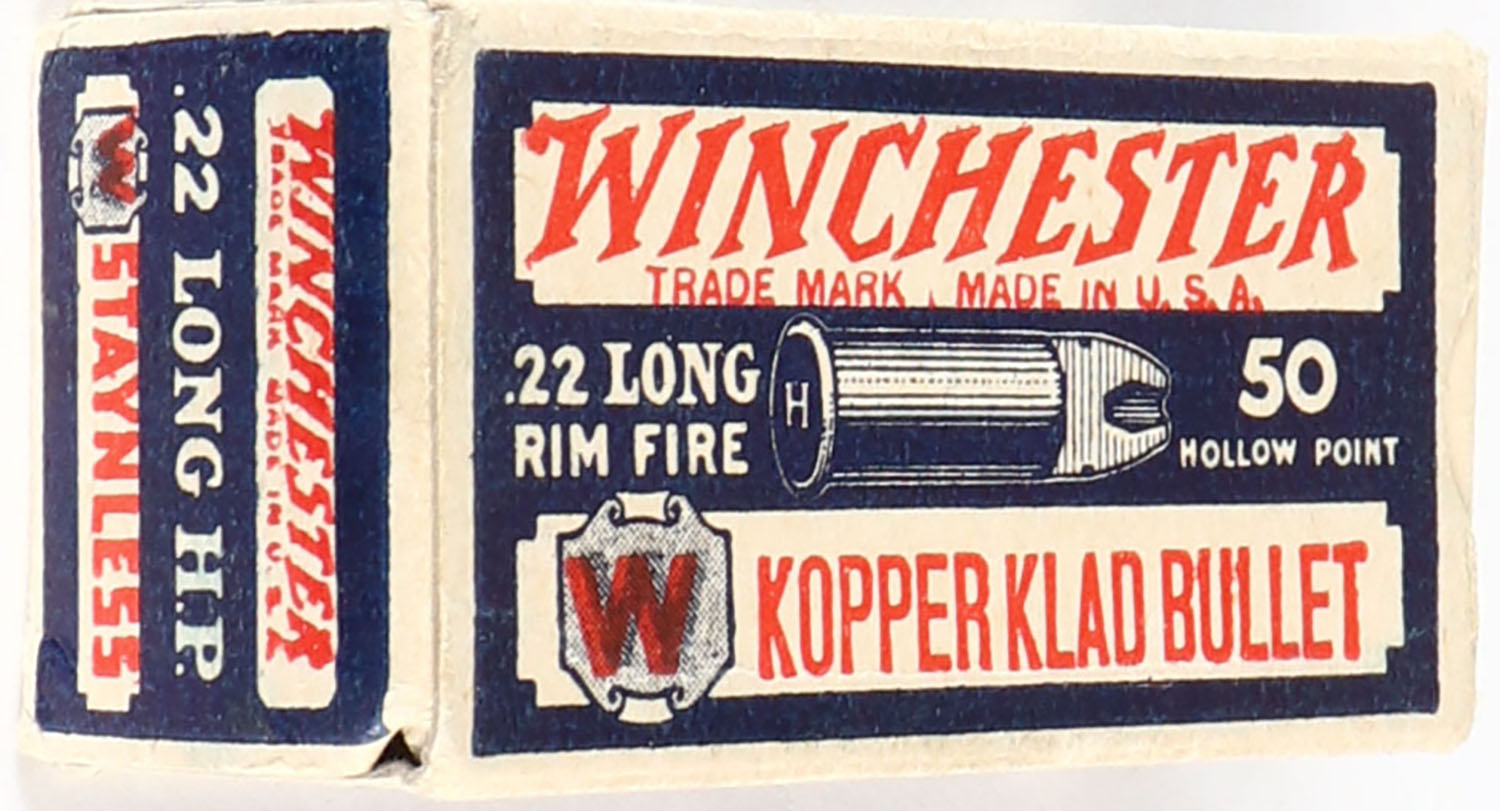 WINCHESTER
TRADE MARK . MADE IN U.S.A.
.22 LONG
RIM FIRE
H
50
HOLLOW POINT
W
KOPPER KLAD BULLET
WINCHESTER
TRADE MARK MADE IN U.S.A.
.22 LONG H.P.
W
STAYNLESS